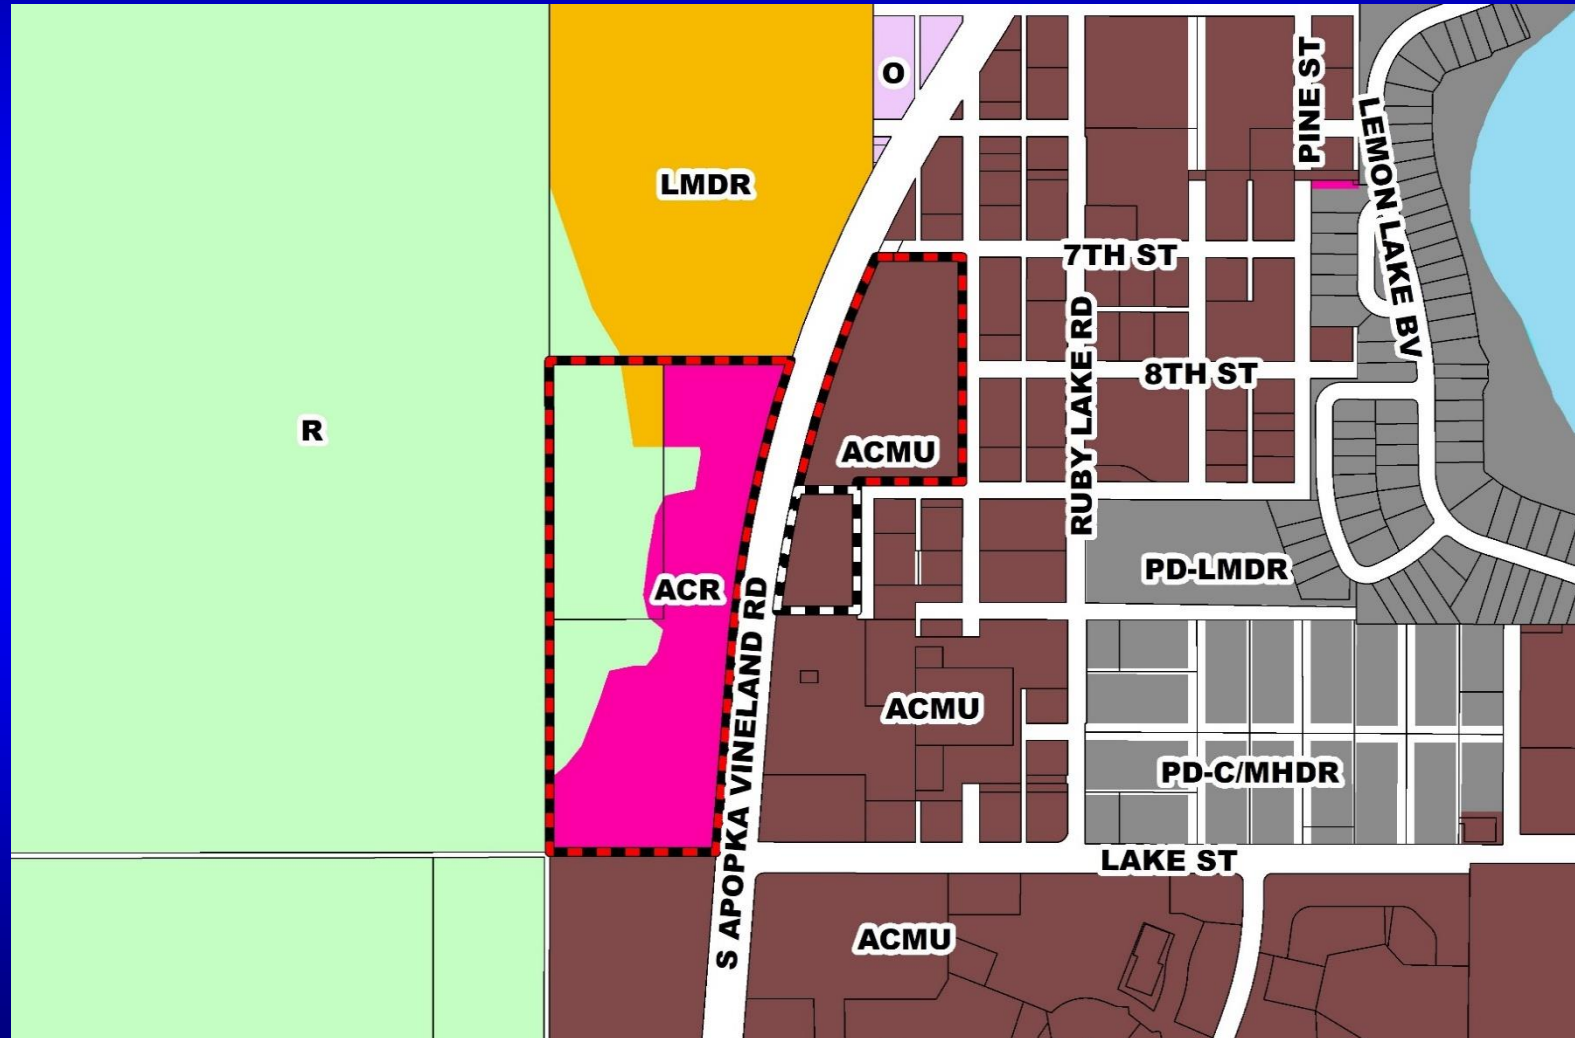 O
PINE ST
LEMON LAKE BV
LMDR
7TH ST
RUBY LAKE RD
8TH ST
R
ACMU
PD-LMDR
ACR
S APOPKA VINELAND RD
ACMU
PD-C/MHDR
LAKE ST
ACMU